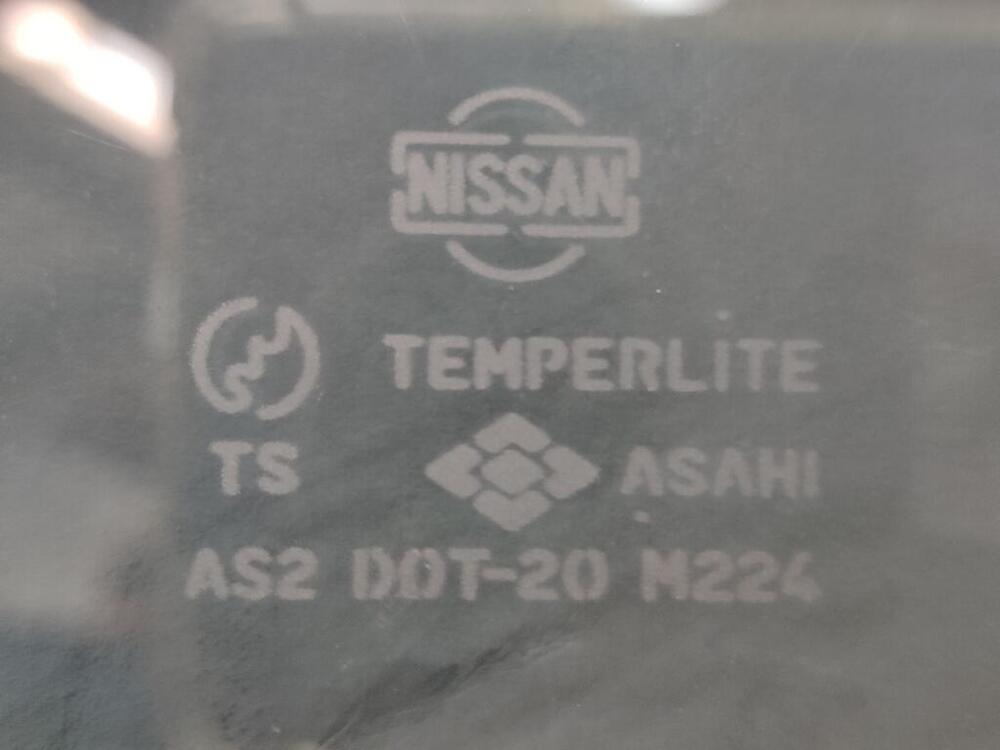 NISSAN
TEMPERLITE
TS ASAHI
AS2 DOT-20 M224